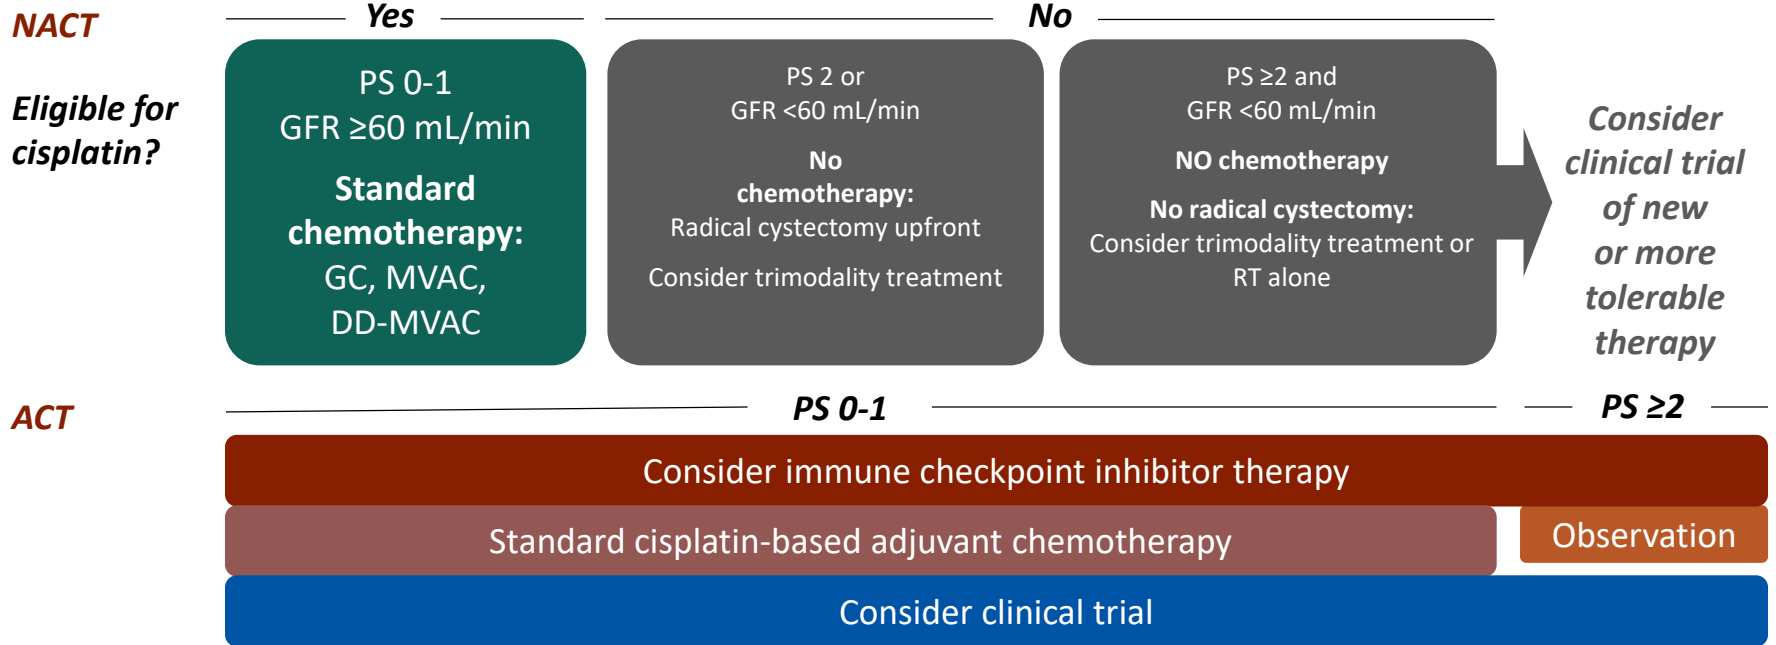 NACT
Eligible for
cisplatin?
Yes
No
PS 0-1
GFR ≥60 mL/min
Standard
chemotherapy:
GC, MVAC,
DD-MVAC
PS 2 or
GFR <60 mL/min
No
chemotherapy:
Radical cystectomy upfront
Consider trimodality treatment
PS ≥2 and
GFR <60 mL/min
NO chemotherapy
No radical cystectomy:
Consider trimodality treatment or
RT alone
Consider
clinical trial
of new
or more
tolerable
therapy
ACT
PS 0-1
PS ≥2
Consider immune checkpoint inhibitor therapy
Standard cisplatin-based adjuvant chemotherapy
Observation
Consider clinical trial